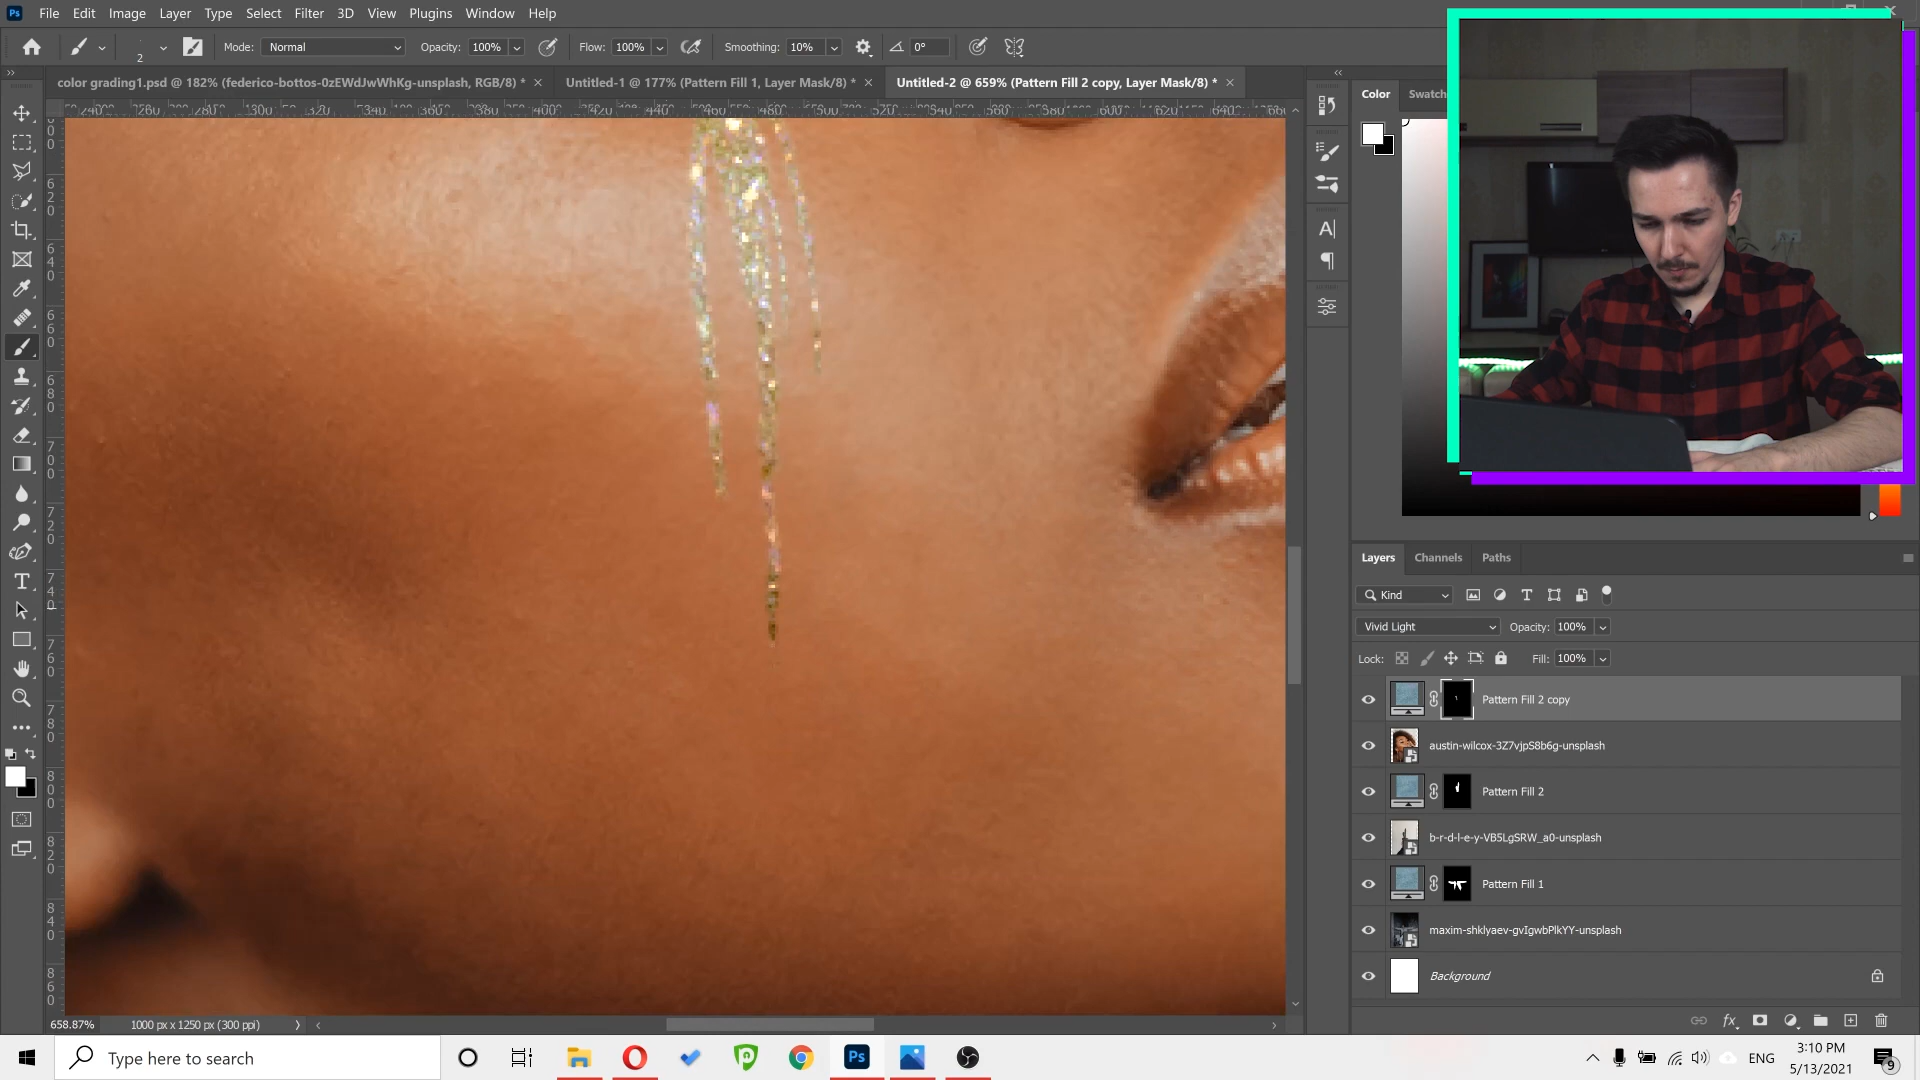 File Edit Image Layer Type Select Filter 3D View Plugins Window Help
2 Mode: Normal Opacity: 100% Flow: 100% Smoothing: 10% 0°
color grading1.psd @ 182% (federico-bottos-0zEWdJwWhKg-unsplash, RGB/8) * Untitled-1 @ 177% (Pattern Fill 1, Layer Mask/8) * Untitled-2 @ 659% (Pattern Fill 2 copy, Layer Mask/8) *
Color Swatch
Layers Channels Paths
Kind
Vivid Light Opacity: 100%
Lock: Fill: 100%
Pattern Fill 2 copy
austin-wilcox-3Z7vjpS8b6g-unsplash
Pattern Fill 2
b-r-d-l-e-y-VB5LgSRW_a0-unsplash
Pattern Fill 1
maxim-shklyaev-gvIgwbPlkYY-unsplash
Background
658.87% 1000 px x 1250 px (300 ppi)
Type here to search
ENG
3:10 PM
5/13/2021
9